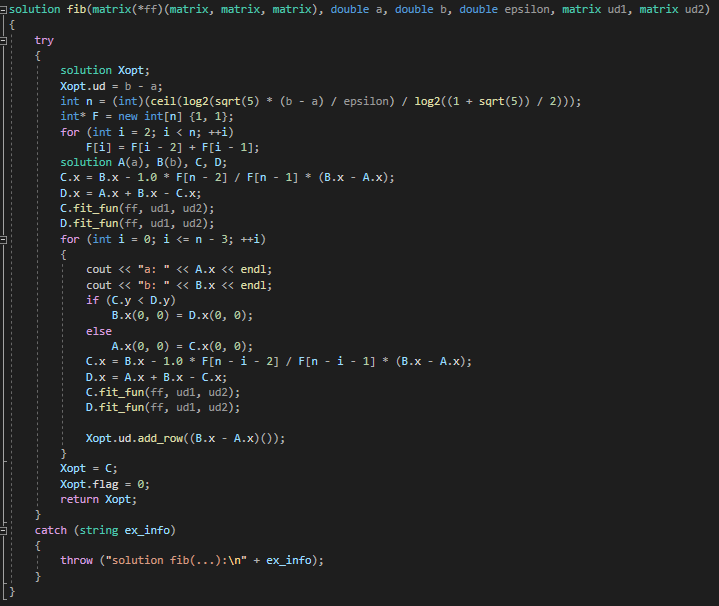 solution fib(matrix(*ff)(matrix, matrix, matrix), double a, double b, double epsilon, matrix ud1, matrix ud2)
{
    try
    {
        solution Xopt;
        Xopt.ud = b - a;
        int n = (int)(ceil(log2(sqrt(5) * (b - a) / epsilon) / log2((1 + sqrt(5)) / 2)));
        int* F = new int[n] {1, 1};
        for (int i = 2; i < n; ++i)
            F[i] = F[i - 2] + F[i - 1];
        solution A(a), B(b), C, D;
        C.x = B.x - 1.0 * F[n - 2] / F[n - 1] * (B.x - A.x);
        D.x = A.x + B.x - C.x;
        C.fit_fun(ff, ud1, ud2);
        D.fit_fun(ff, ud1, ud2);
        for (int i = 0; i <= n - 3; ++i)
        {
            cout << "a: " << A.x << endl;
            cout << "b: " << B.x << endl;
            if (C.y < D.y)
                B.x(0, 0) = D.x(0, 0);
            else
                A.x(0, 0) = C.x(0, 0);
            C.x = B.x - 1.0 * F[n - i - 2] / F[n - i - 1] * (B.x - A.x);
            D.x = A.x + B.x - C.x;
            C.fit_fun(ff, ud1, ud2);
            D.fit_fun(ff, ud1, ud2);

            Xopt.ud.add_row((B.x - A.x)());
        }
        Xopt = C;
        Xopt.flag = 0;
        return Xopt;
    }
    catch (string ex_info)
    {
        throw ("solution fib(...):\n" + ex_info);
    }
}